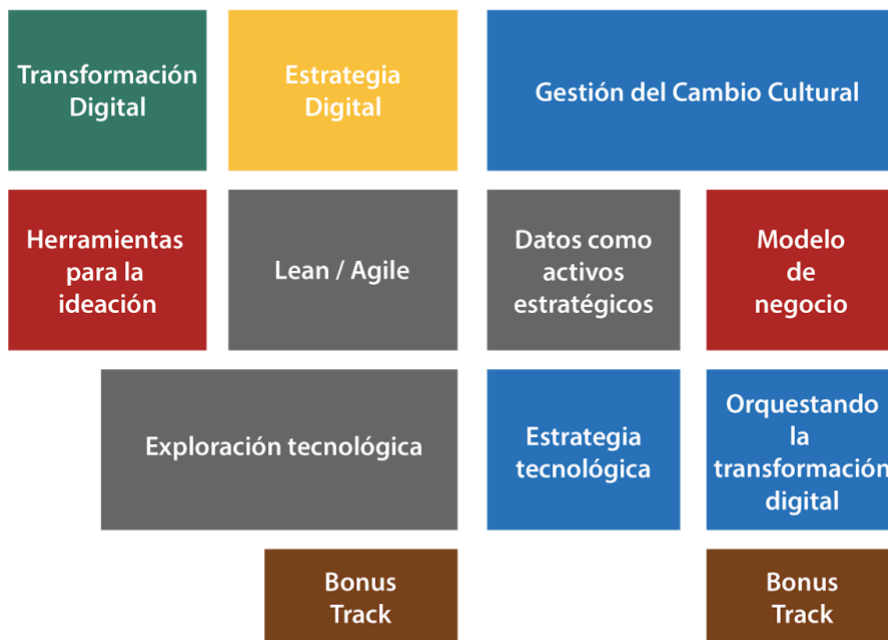 Transformación
Digital
Estrategia
Digital
Gestión del Cambio Cultural
Herramientas
para la
ideación
Lean / Agile
Datos como
activos
estratégicos
Modelo
de
negocio
Exploración tecnológica
Estrategia
tecnológica
Orquestando
la
transformación
digital
Bonus
Track
Bonus
Track